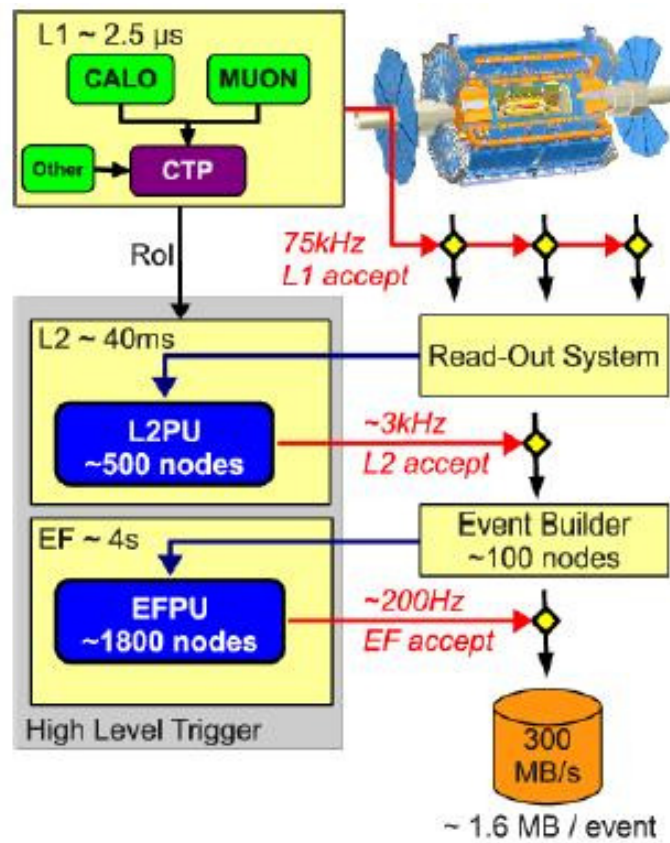 L1 ~ 2.5 µs
CALO
MUON
Other
CTP
RoI
75kHz
L1 accept
L2 ~ 40ms
Read-Out System
L2PU
~500 nodes
~3kHz
L2 accept
EF ~ 4s
Event Builder
~100 nodes
EFPU
~1800 nodes
~200Hz
EF accept
High Level Trigger
300
MB/s
~ 1.6 MB / event